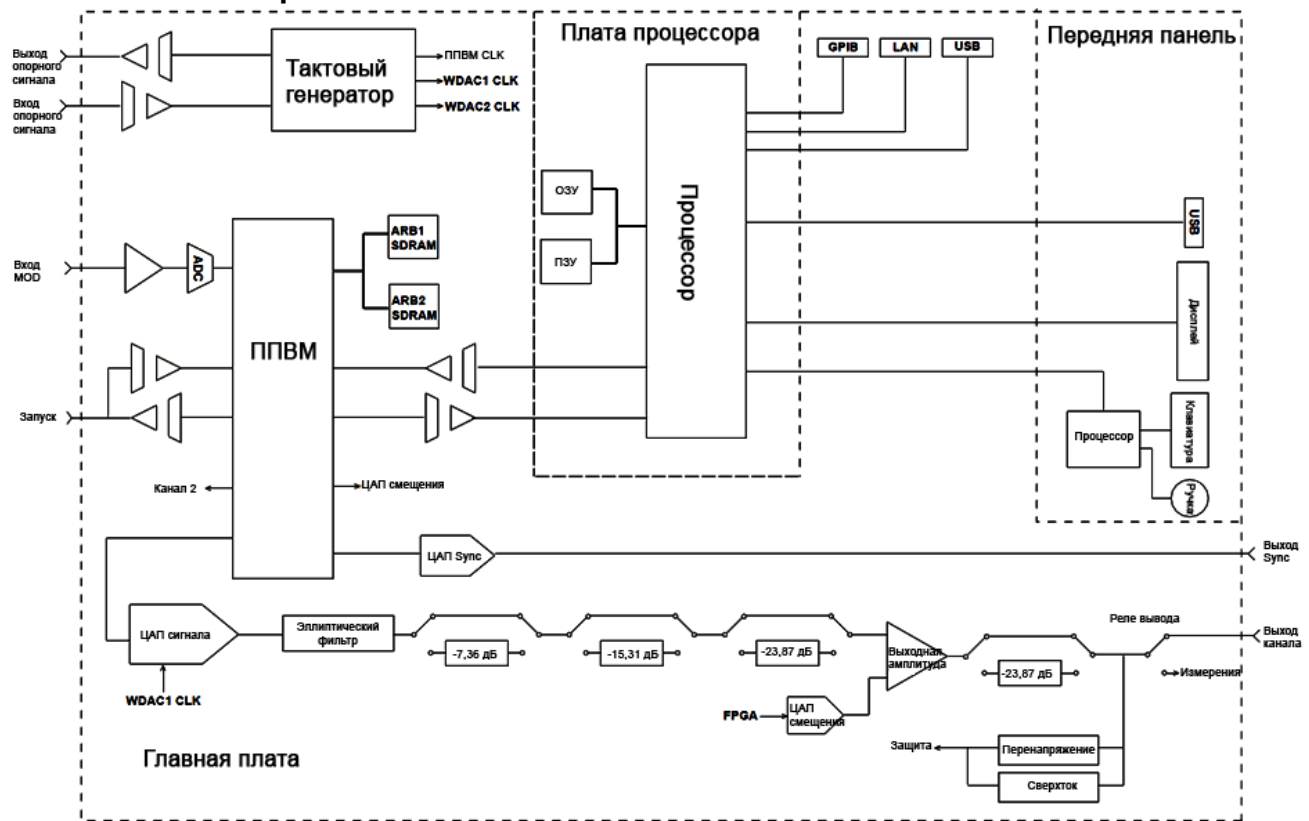 Плата процессора
Передняя панель
GPIB
LAN
USB
Выход
опорного
сигнала
Вход
опорного
сигнала
Тактовый
генератор
ППВМ CLK
WDAC1 CLK
WDAC2 CLK
ОЗУ
ПЗУ
Процессор
USB
Дисплей
Процессор
Клавиатура
Ручка
Вход
MOD
ADC
ППВМ
ARB1
SDRAM
ARB2
SDRAM
Запуск
Канал 2
ЦАП смещения
ЦАП Sync
Выход
Sync
ЦАП сигнала
WDAC1 CLK
Эллиптический
фильтр
-7,36 дБ
-15,31 дБ
-23,87 дБ
Выходная
амплитуда
FPGA
ЦАП
смещения
-23,87 дБ
Реле вывода
Выход
канала
Измерения
Защита
Перенапряжение
Сверхток
Главная плата